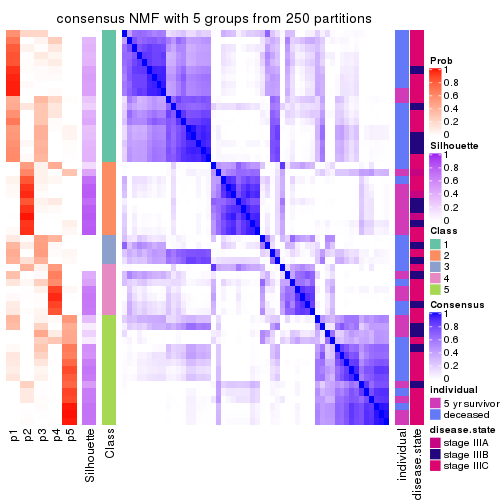 consensus NMF with 5 groups from 250 partitions
Prob
1
0.8
0.6
0.4
0.2
0
Silhouette
1
0.8
0.6
0.4
0.2
0
Class
1
2
3
4
5
Consensus
1
0.8
0.6
0.4
0.2
0
individual
5 yr survivor
deceased
disease.state
stage IIIA
stage IIIB
stage IIIC
p1
p2
p3
p4
p5
Silhouette
Class
individual
disease.state